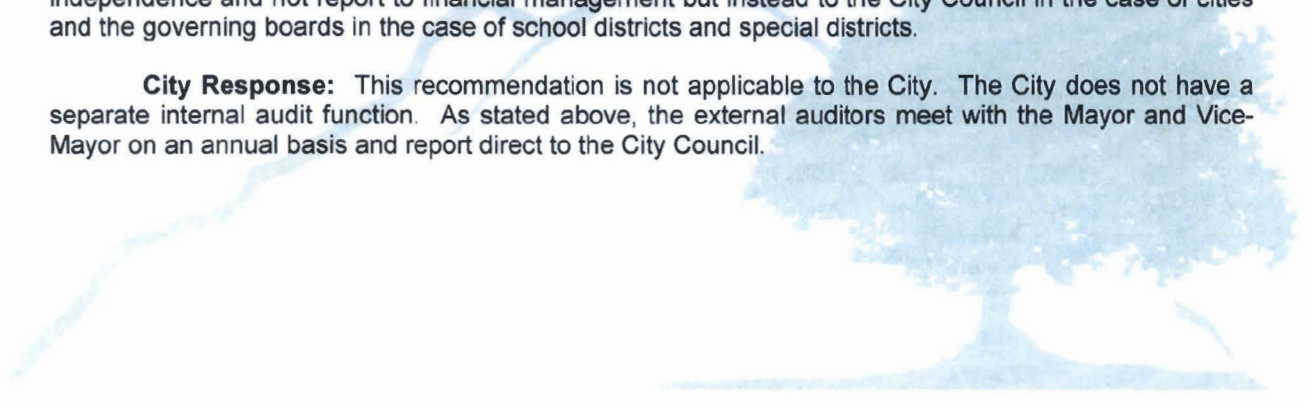 independence and not report to financial management but instead to the City Council in the case of cities
and the governing boards in the case of school districts and special districts.
City Response: This recommendation is not applicable to the City. The City does not have a
separate internal audit function. As stated above, the external auditors meet with the Mayor and Vice-
Mayor on an annual basis and report direct to the City Council.